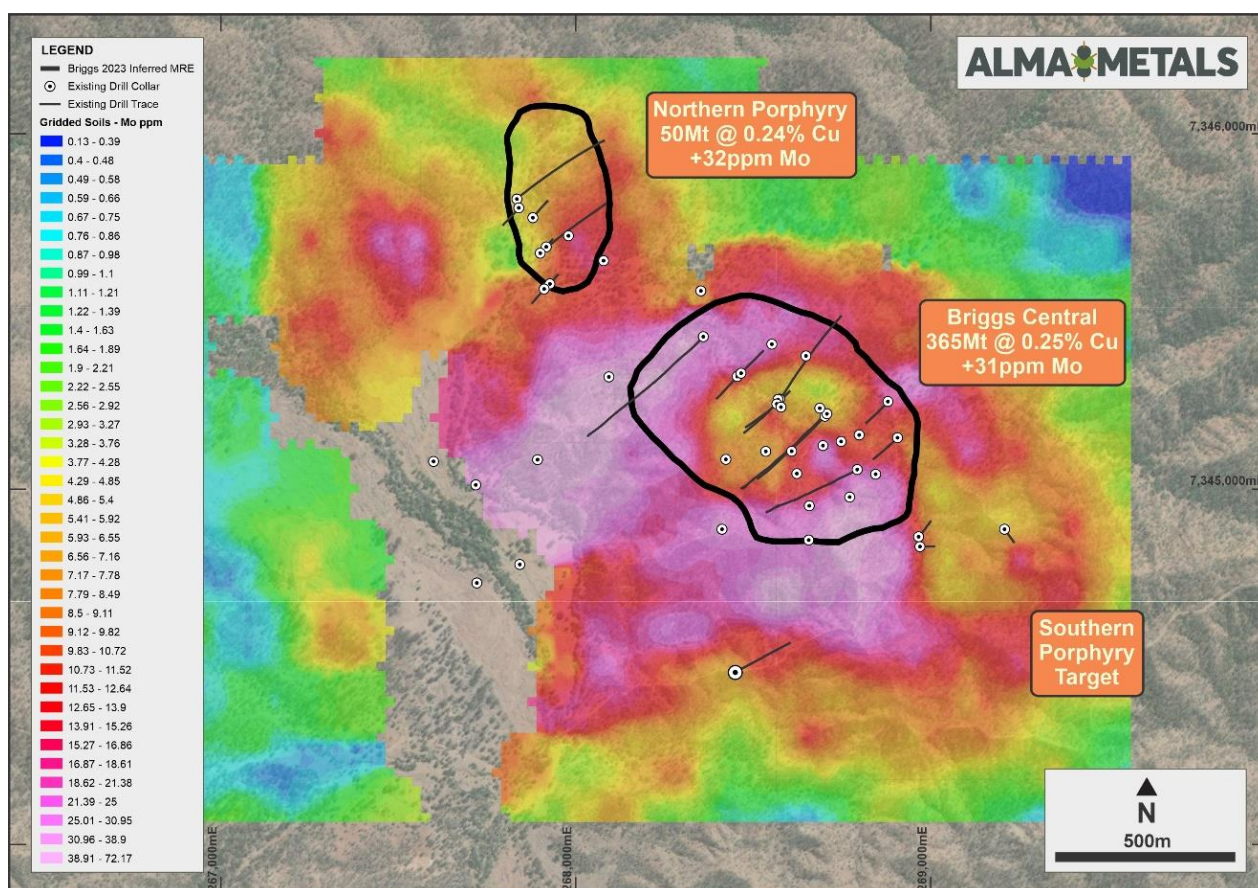 LEGEND
Briggs 2023 Inferred MRE
Existing Drill Collar
Existing Drill Trace
Gridded Soils - Mo ppm
0.13 - 0.39
0.4 - 0.48
0.49 - 0.58
0.59 - 0.66
0.67 - 0.75
0.76 - 0.86
0.87 - 0.98
0.99 - 1.1
1.11 - 1.21
1.22 - 1.39
1.4 - 1.63
1.64 - 1.89
1.9 - 2.21
2.22 - 2.55
2.56 - 2.92
2.93 - 3.27
3.28 - 3.76
3.77 - 4.28
4.29 - 4.85
4.86 - 5.4
5.41 - 5.92
5.93 - 6.55
6.56 - 7.16
7.17 - 7.78
7.79 - 8.49
8.5 - 9.11
9.12 - 9.82
9.83 - 10.72
10.73 - 11.52
11.53 - 12.64
12.65 - 13.9
13.91 - 15.26
15.27 - 16.86
16.87 - 18.61
18.62 - 21.38
21.39 - 25
25.01 - 30.95
30.96 - 38.9
38.91 - 72.17
ALMA METALS
Northern Porphyry
50Mt @ 0.24% Cu
+32ppm Mo
7,346,000m
Briggs Central
365Mt @ 0.25% Cu
+31ppm Mo
7,345,000m
Southern
Porphyry
Target
N
500m
267,000mE
268,000mE
269,000mE